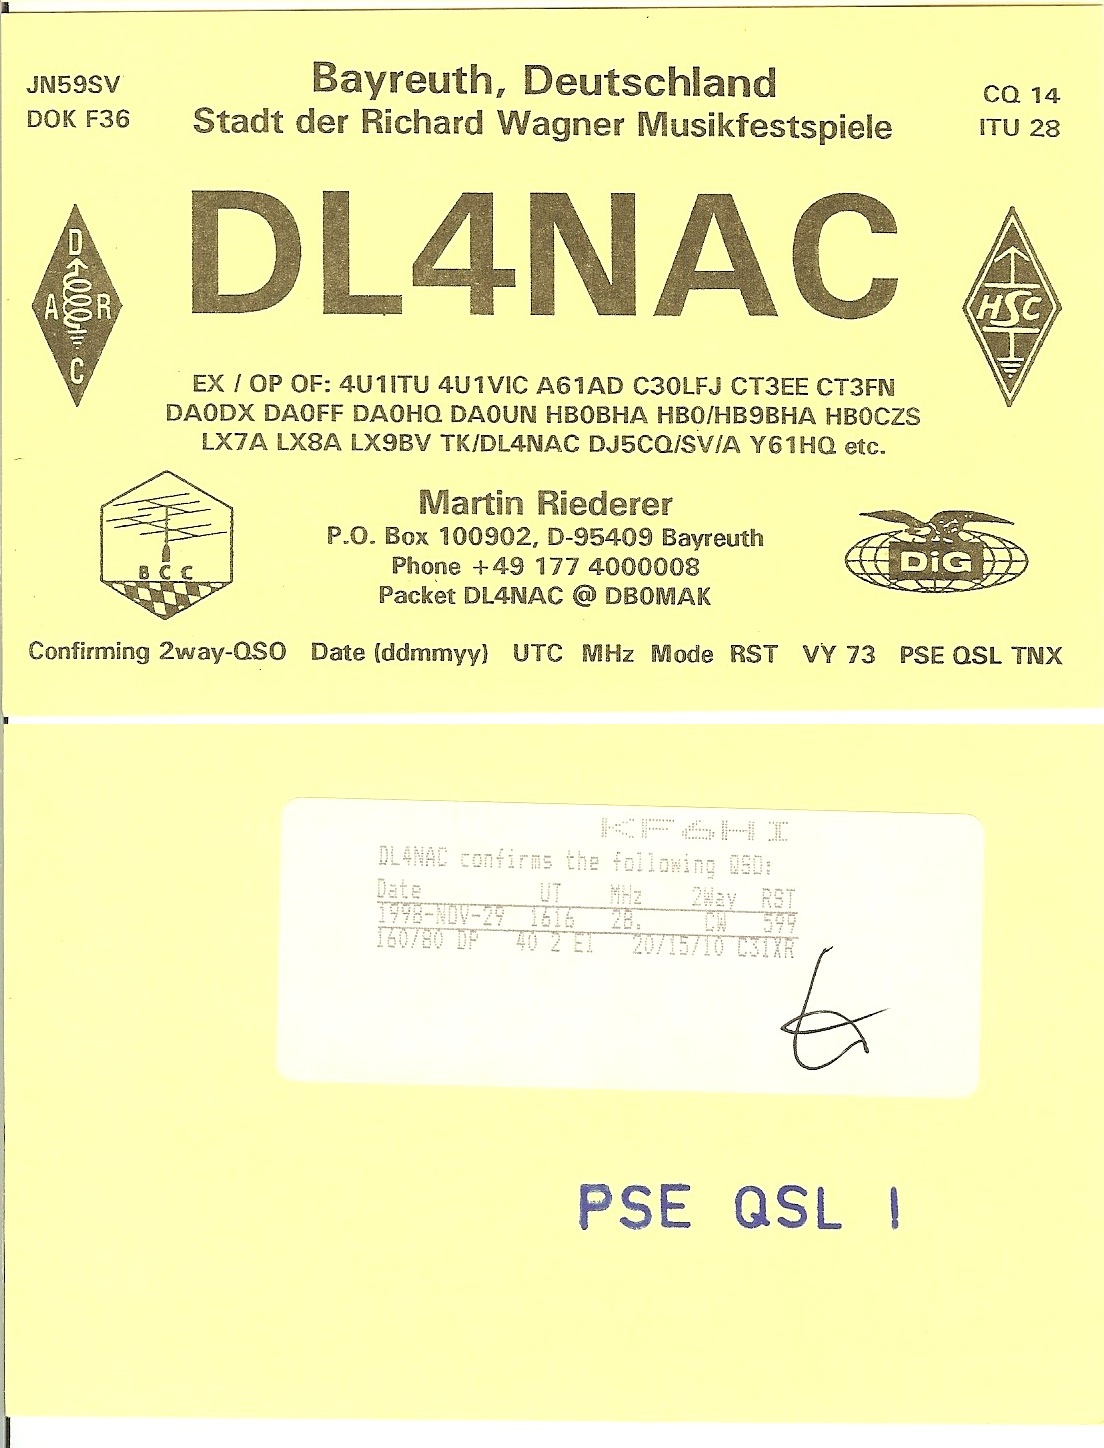 JN59SV
DOK F36
Bayreuth, Deutschland
Stadt der Richard Wagner Musikfestspiele
CQ 14
ITU 28
DL4NAC
D
A R
C
HSC
EX / OP OF: 4U1ITU 4U1VIC A61AD C30LFJ CT3EE CT3FN
DA0DX DA0FF DA0HQ DA0UN HB0BHA HB0/HB9BHA HB0CZS
LX7A LX8A LX9BV TK/DL4NAC DJ5CQ/SV/A Y61HQ etc.
BCC
Martin Riederer
P.O. Box 100902, D-95409 Bayreuth
Phone +49 177 4000008
Packet DL4NAC @ DB0MAK
DiG
Confirming 2way-QSO Date (ddmmyy) UTC MHz Mode RST VY 73 PSE QSL TNX
KF6HI
DL4NAC confirms the following QSO:
Date UT MHz 2Way RST
1998-NOV-29 1616 28. CW 599
160/80 DP 40 2 El 20/15/10 C31XR
PSE QSL !